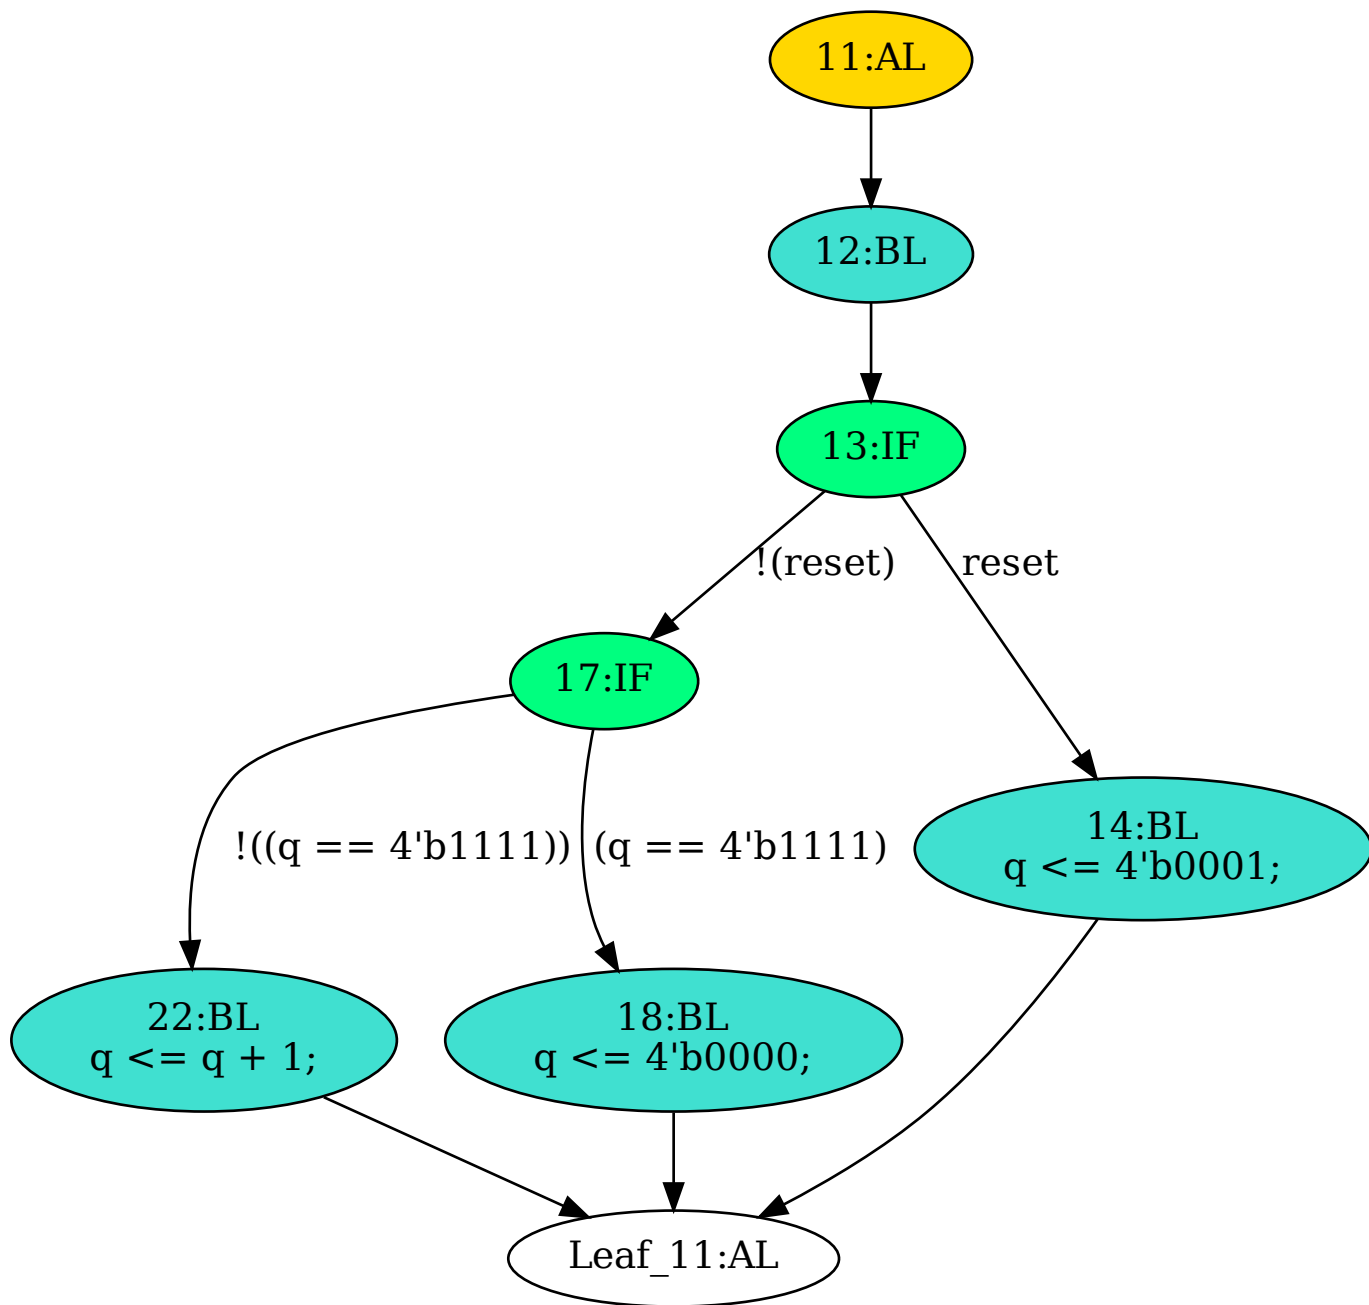 11:AL
12:BL
13:IF
!(reset)
reset
17:IF
!((q == 4'b1111))
(q == 4'b1111)
14:BL
q <= 4'b0001;
22:BL
q <= q + 1;
18:BL
q <= 4'b0000;
Leaf_11:AL